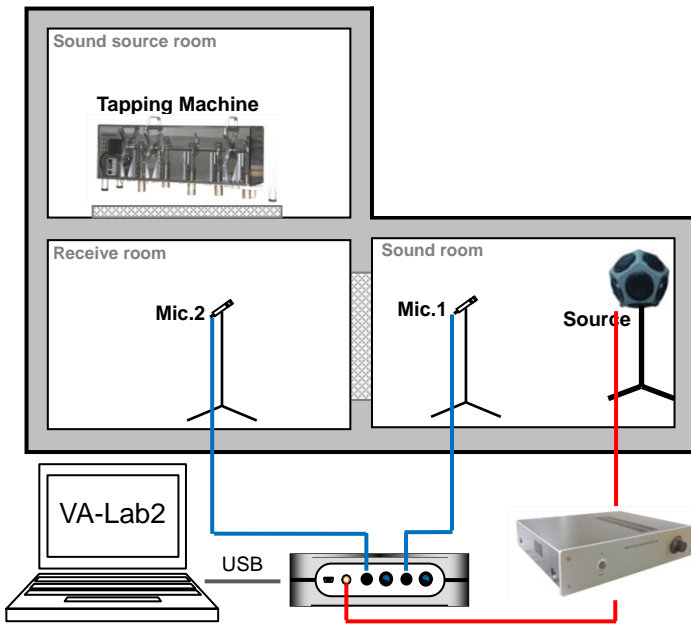 Sound source room
Tapping Machine
Receive room
Sound room
Mic.2
Mic.1
Source
VA-Lab2
USB